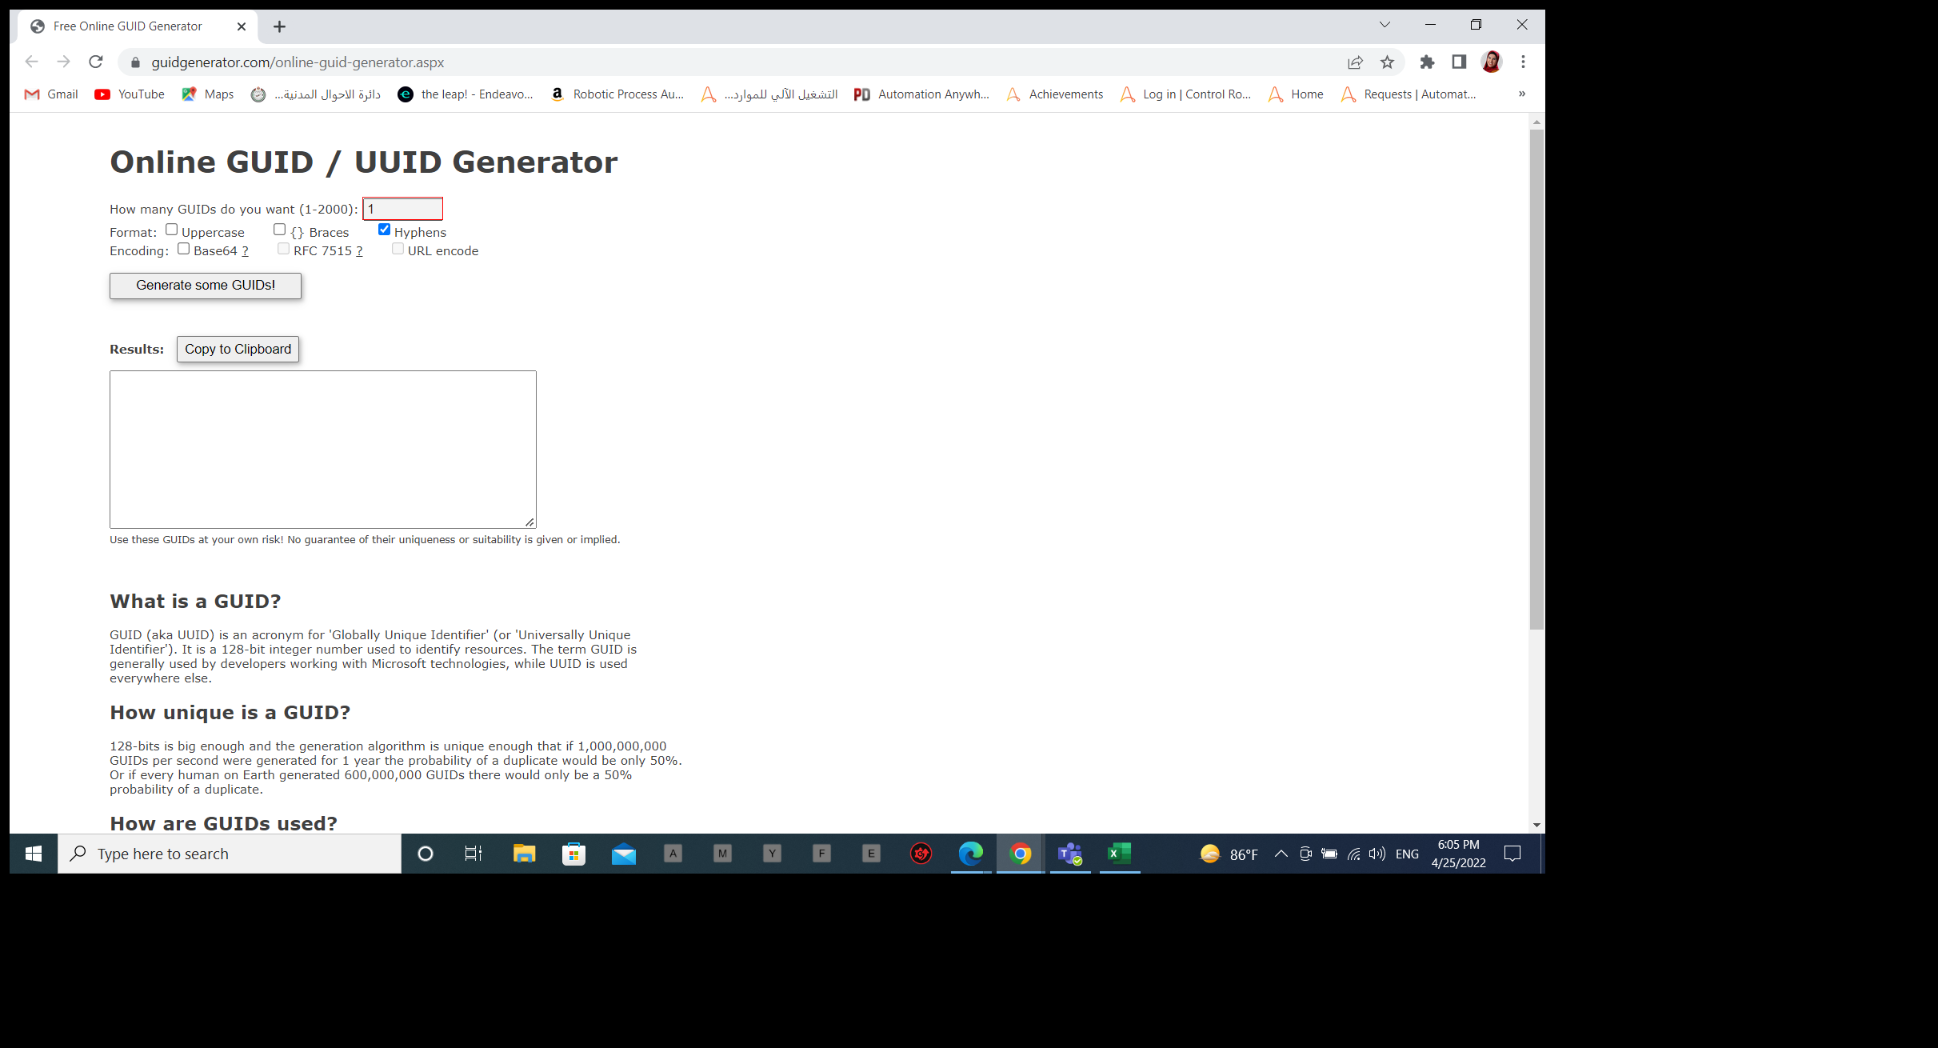 Free Online GUID Generator
guidgenerator.com/online-guid-generator.aspx
Gmail YouTube Maps دائرة الاحوال المدنية... the leap! - Endeavo... Robotic Process Au... التشغيل الآلي للموارد... Automation Anywh... Achievements Log in | Control Ro... Home Requests | Automat... »
Online GUID / UUID Generator
How many GUIDs do you want (1-2000): 1
Format: Uppercase {} Braces Hyphens
Encoding: Base64 ? RFC 7515 ? URL encode
Generate some GUIDs!
Results: Copy to Clipboard
Use these GUIDs at your own risk! No guarantee of their uniqueness or suitability is given or implied.
What is a GUID?
GUID (aka UUID) is an acronym for 'Globally Unique Identifier' (or 'Universally Unique
Identifier'). It is a 128-bit integer number used to identify resources. The term GUID is
generally used by developers working with Microsoft technologies, while UUID is used
everywhere else.
How unique is a GUID?
128-bits is big enough and the generation algorithm is unique enough that if 1,000,000,000
GUIDs per second were generated for 1 year the probability of a duplicate would be only 50%.
Or if every human on Earth generated 600,000,000 GUIDs there would only be a 50%
probability of a duplicate.
How are GUIDs used?
Type here to search A M Y F E 86°F ENG 6:05 PM
4/25/2022